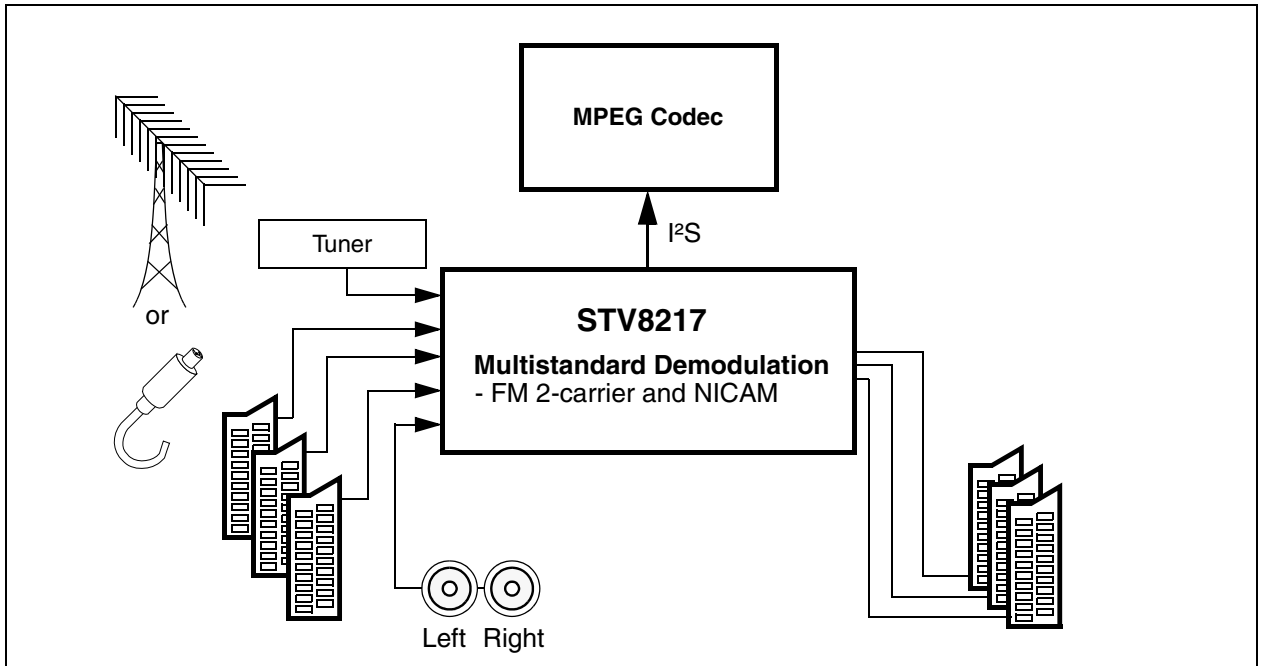 MPEG Codec
I²S
Tuner
or
STV8217
Multistandard Demodulation
- FM 2-carrier and NICAM
Left Right